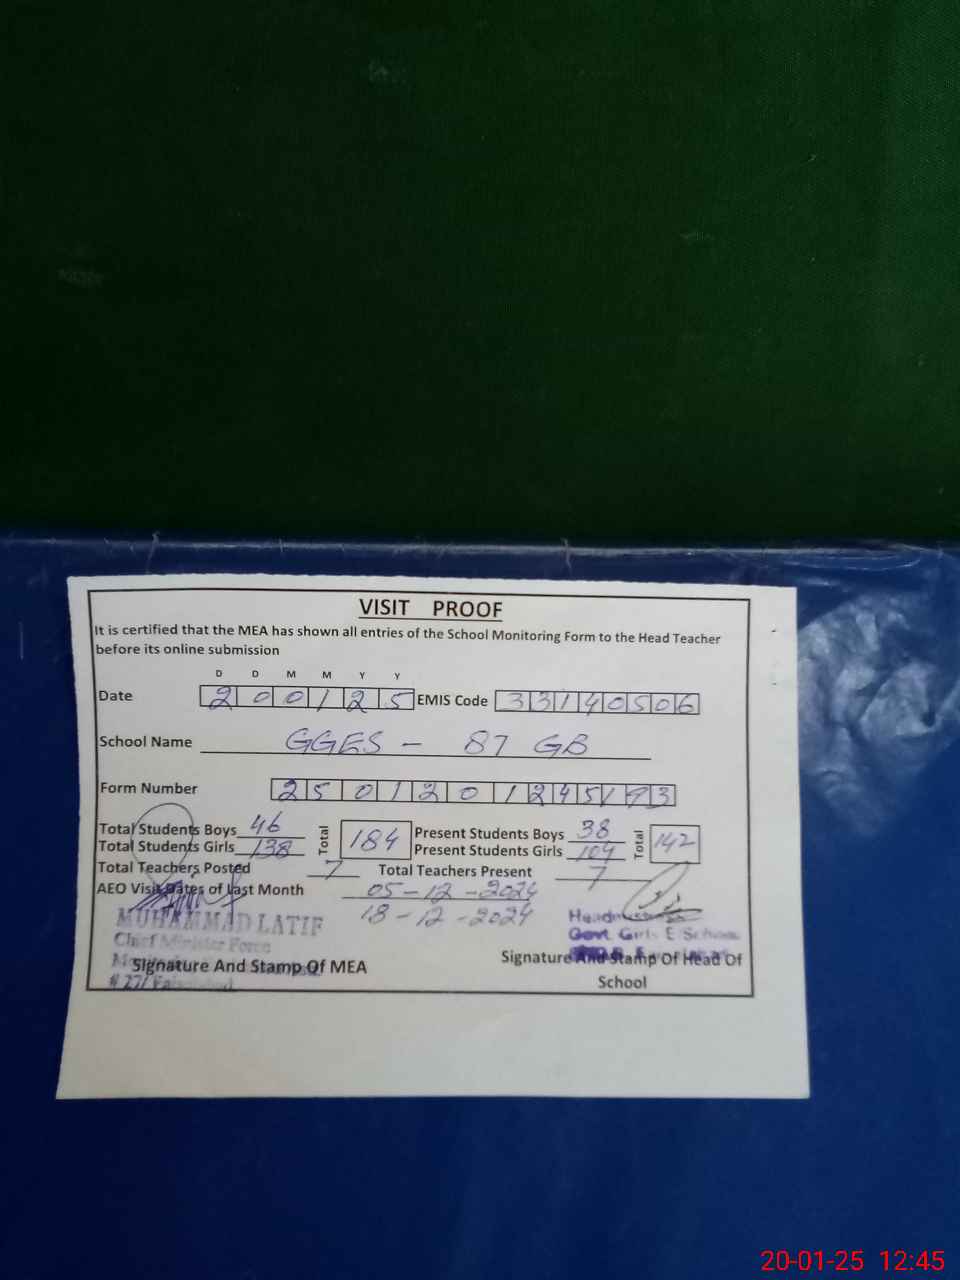 VISIT PROOF
It is certified that the MEA has shown all entries of the School Monitoring Form to the Head Teacher
before its online submission
D D M M Y Y
Date 2 0 0 1 2 5 EMIS Code 3 3 1 4 0 5 0 6
School Name GGES - 87 GB
Form Number 2 5 0 1 2 0 1 2 4 5
Total Students Boys 46 Total 184 Present Students Boys 38 Total 142
Total Students Girls 138 Present Students Girls 104
Total Teachers Posted 7 Total Teachers Present 7
AEO Visit Dates of Last Month 05-12-2024
18-12-2024
MUHAMMAD LATIF
Chief Minister Force
Govt. Girls E/School
Signature And Stamp Of MEA
Signature And Stamp Of Head Of
School
20-01-25 12:45